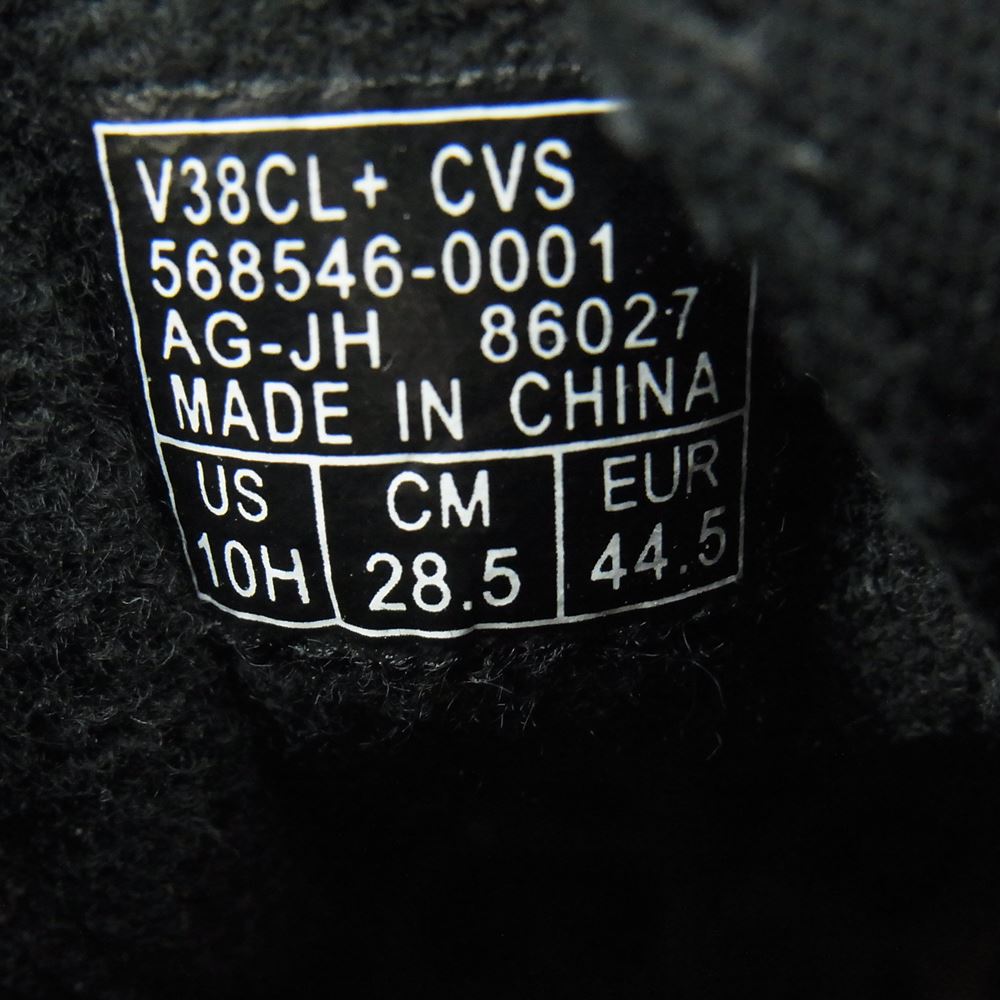 V38CL+ CVS
568546-0001
AG-JH 86027
MADE IN CHINA
US CM EUR
10H 28.5 44.5